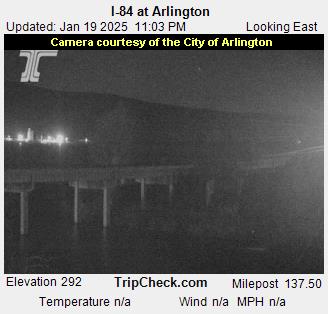 I-84 at Arlington
Updated: Jan 19 2025 11:03 PM Looking East
Camera courtesy of the City of Arlington
Elevation 292 TripCheck.com Milepost 137.50
Temperature n/a Wind n/a MPH n/a